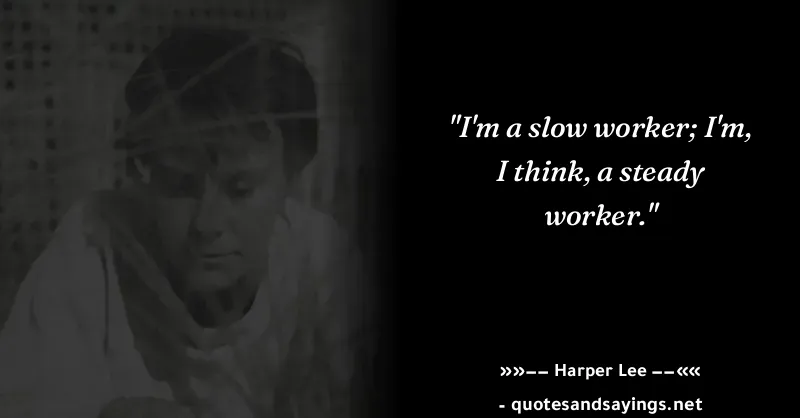 "I'm a slow worker; I'm,
I think, a steady
worker."
»»–– Harper Lee ––««
- quotesandsayings.net